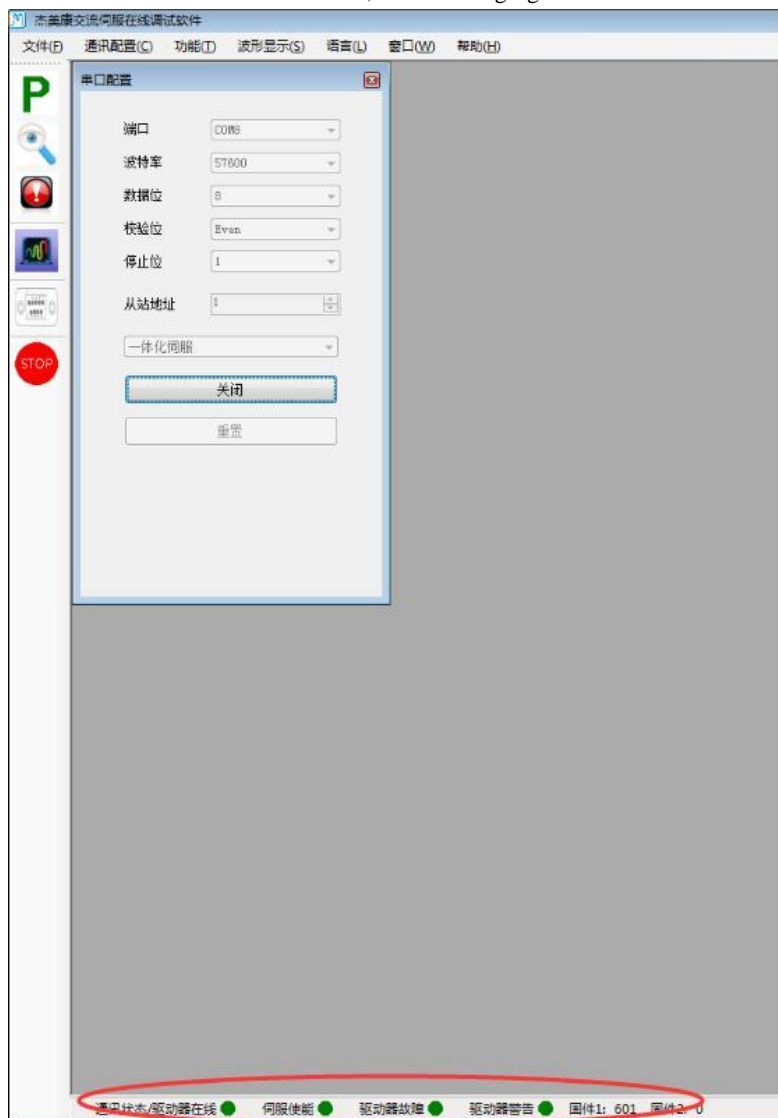 杰美康交流伺服在线调试软件
文件(F) 通讯配置(C) 功能(T) 波形显示(S) 语言(L) 窗口(W) 帮助(H)
P
串口配置
端口 COM8
波特率 57600
数据位 8
校验位 Even
停止位 1
从站地址 1
STOP
一体化伺服
关闭
重置
通讯状态/驱动器在线 伺服使能 驱动器故障 驱动器警告 固件1: 601 固件2: 0